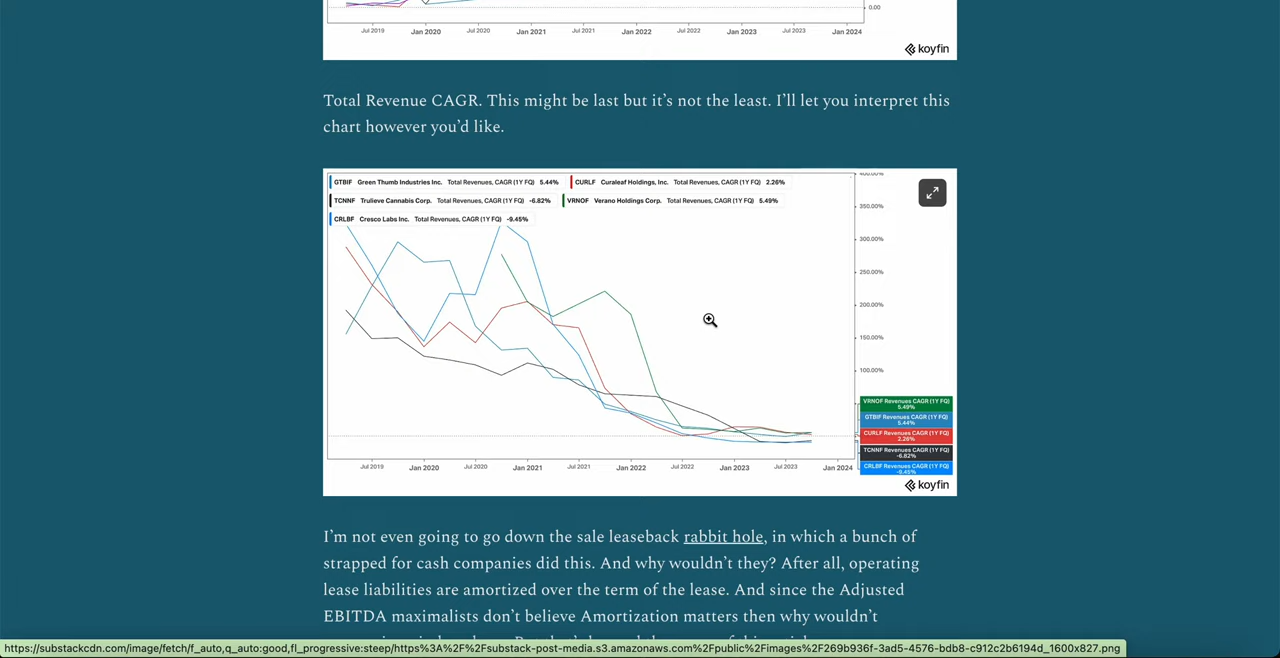 0.00
Jul 2019 Jan 2020 Jul 2020 Jan 2021 Jul 2021 Jan 2022 Jul 2022 Jan 2023 Jul 2023 Jan 2024
koyfin
Total Revenue CAGR. This might be last but it’s not the least. I’ll let you interpret this
chart however you’d like.
GTBIF Green Thumb Industries Inc. Total Revenues, CAGR (1Y FQ) 5.44% CURLF Curaleaf Holdings, Inc. Total Revenues, CAGR (1Y FQ) 2.26%
TCNNF Trulieve Cannabis Corp. Total Revenues, CAGR (1Y FQ) -6.82% VRNOF Verano Holdings Corp. Total Revenues, CAGR (1Y FQ) 5.49%
CRLBF Cresco Labs Inc. Total Revenues, CAGR (1Y FQ) -9.45%
400.00%
350.00%
300.00%
250.00%
200.00%
150.00%
100.00%
VRNOF Revenues CAGR (1Y FQ)
5.49%
GTBIF Revenues CAGR (1Y FQ)
5.44%
CURLF Revenues CAGR (1Y FQ)
2.26%
TCNNF Revenues CAGR (1Y FQ)
-6.82%
CRLBF Revenues CAGR (1Y FQ)
-9.45%
Jul 2019 Jan 2020 Jul 2020 Jan 2021 Jul 2021 Jan 2022 Jul 2022 Jan 2023 Jul 2023 Jan 2024
koyfin
I’m not even going to go down the sale leaseback rabbit hole, in which a bunch of
strapped for cash companies did this. And why wouldn’t they? After all, operating
lease liabilities are amortized over the term of the lease. And since the Adjusted
EBITDA maximalists don’t believe Amortization matters then why wouldn’t
https://substackcdn.com/image/fetch/f_auto,q_auto:good,fl_progressive:steep/https%3A%2F%2Fsubstack-post-media.s3.amazonaws.com%2Fpublic%2Fimages%2F269b936f-3ad5-4576-bdb8-c912c2b6194d_1600x827.png